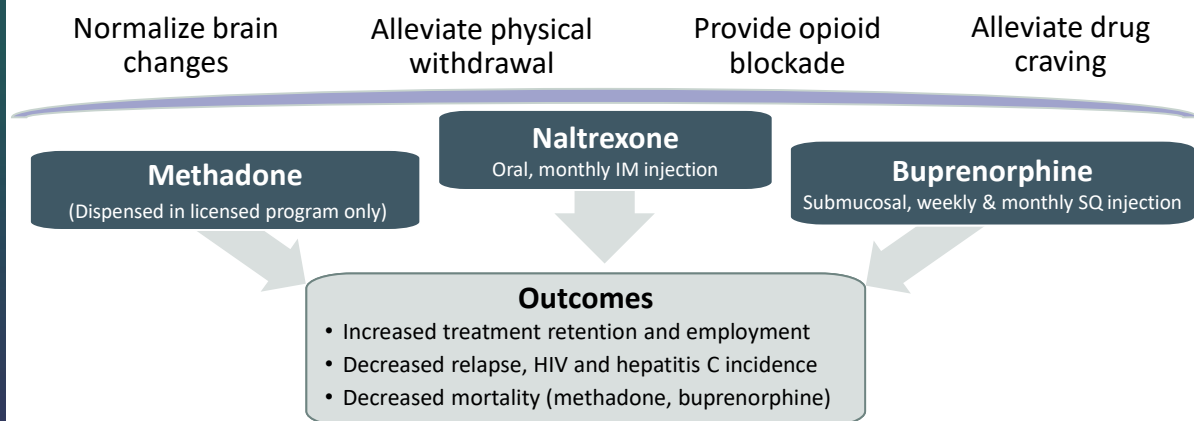 Normalize brain
changes
Alleviate physical
withdrawal
Provide opioid
blockade
Alleviate drug
craving
Methadone
(Dispensed in licensed program only)
Naltrexone
Oral, monthly IM injection
Buprenorphine
Submucosal, weekly & monthly SQ injection
Outcomes
• Increased treatment retention and employment
• Decreased relapse, HIV and hepatitis C incidence
• Decreased mortality (methadone, buprenorphine)